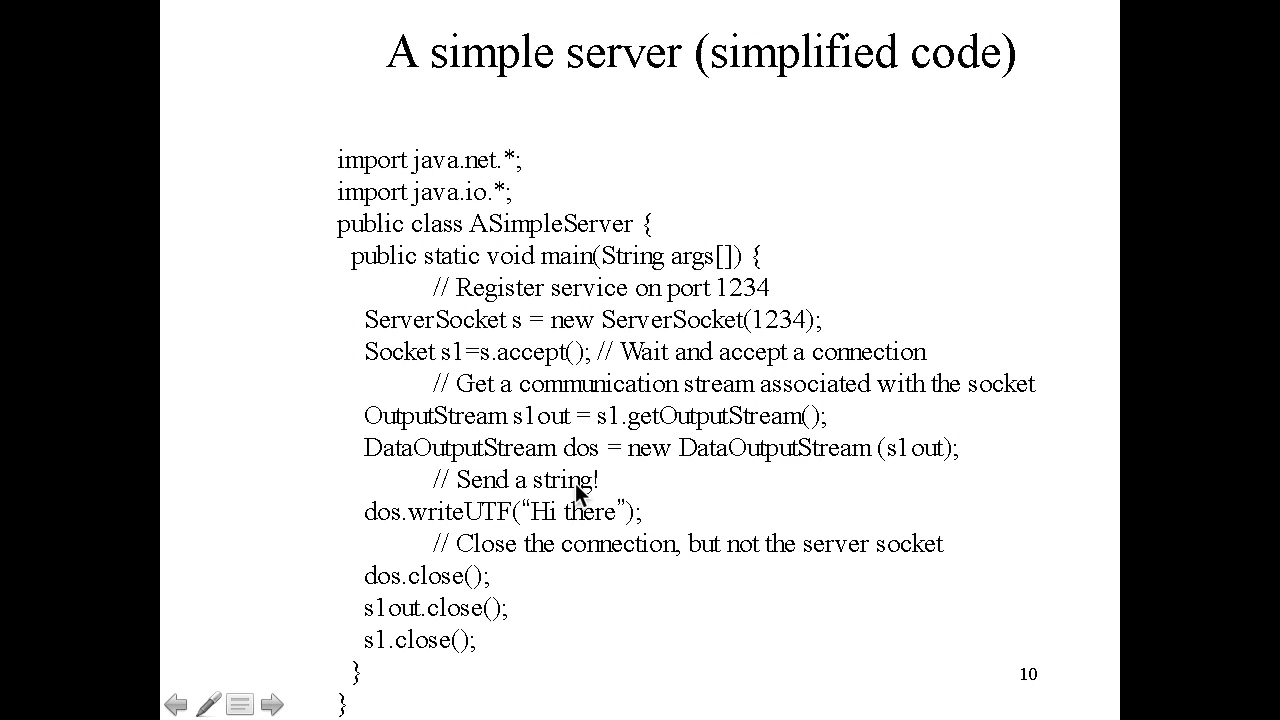 A simple server (simplified code)
import java.net.*;
import java.io.*;
public class ASimpleServer {
public static void main(String args[]) {
// Register service on port 1234
ServerSocket s = new ServerSocket(1234);
Socket s1=s.accept(); // Wait and accept a connection
// Get a communication stream associated with the socket
OutputStream s1out = s1.getOutputStream();
DataOutputStream dos = new DataOutputStream (s1out);
// Send a string!
dos.writeUTF(“Hi there”);
// Close the connection, but not the server socket
dos.close();
s1out.close();
s1.close();
}
10
}